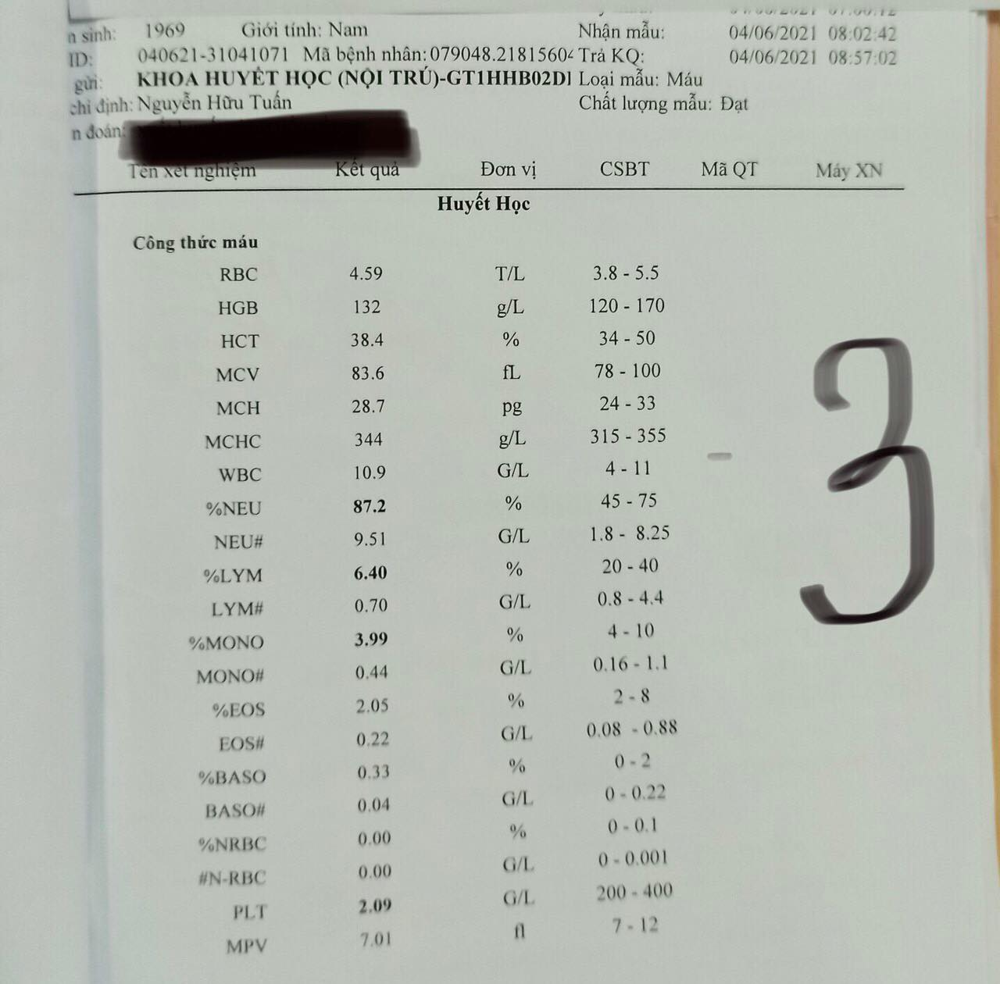 n sinh: 1969 Giới tính: Nam Nhận mẫu: 04/06/2021 08:02:42
ID: 040621-31041071 Mã bệnh nhân: 079048.21815604 Trả KQ: 04/06/2021 08:57:02
gửi: KHOA HUYẾT HỌC (NỘI TRÚ)-GT1HHB02D Loại mẫu: Máu
chỉ định: Nguyễn Hữu Tuấn Chất lượng mẫu: Đạt
n đoán:
Tên xét nghiệm Kết quả Đơn vị CSBT Mã QT Máy XN
Huyết Học
Công thức máu
RBC 4.59 T/L 3.8 - 5.5
HGB 132 g/L 120 - 170
HCT 38.4 % 34 - 50
MCV 83.6 fL 78 - 100
MCH 28.7 pg 24 - 33
MCHC 344 g/L 315 - 355
WBC 10.9 G/L 4 - 11
%NEU 87.2 % 45 - 75
NEU# 9.51 G/L 1.8 - 8.25
%LYM 6.40 % 20 - 40
LYM# 0.70 G/L 0.8 - 4.4
%MONO 3.99 % 4 - 10
MONO# 0.44 G/L 0.16 - 1.1
%EOS 2.05 % 2 - 8
EOS# 0.22 G/L 0.08 - 0.88
%BASO 0.33 % 0 - 2
BASO# 0.04 G/L 0 - 0.22
%NRBC 0.00 % 0 - 0.1
#N-RBC 0.00 G/L 0 - 0.001
PLT 2.09 G/L 200 - 400
MPV 7.01 fl 7 - 12
3